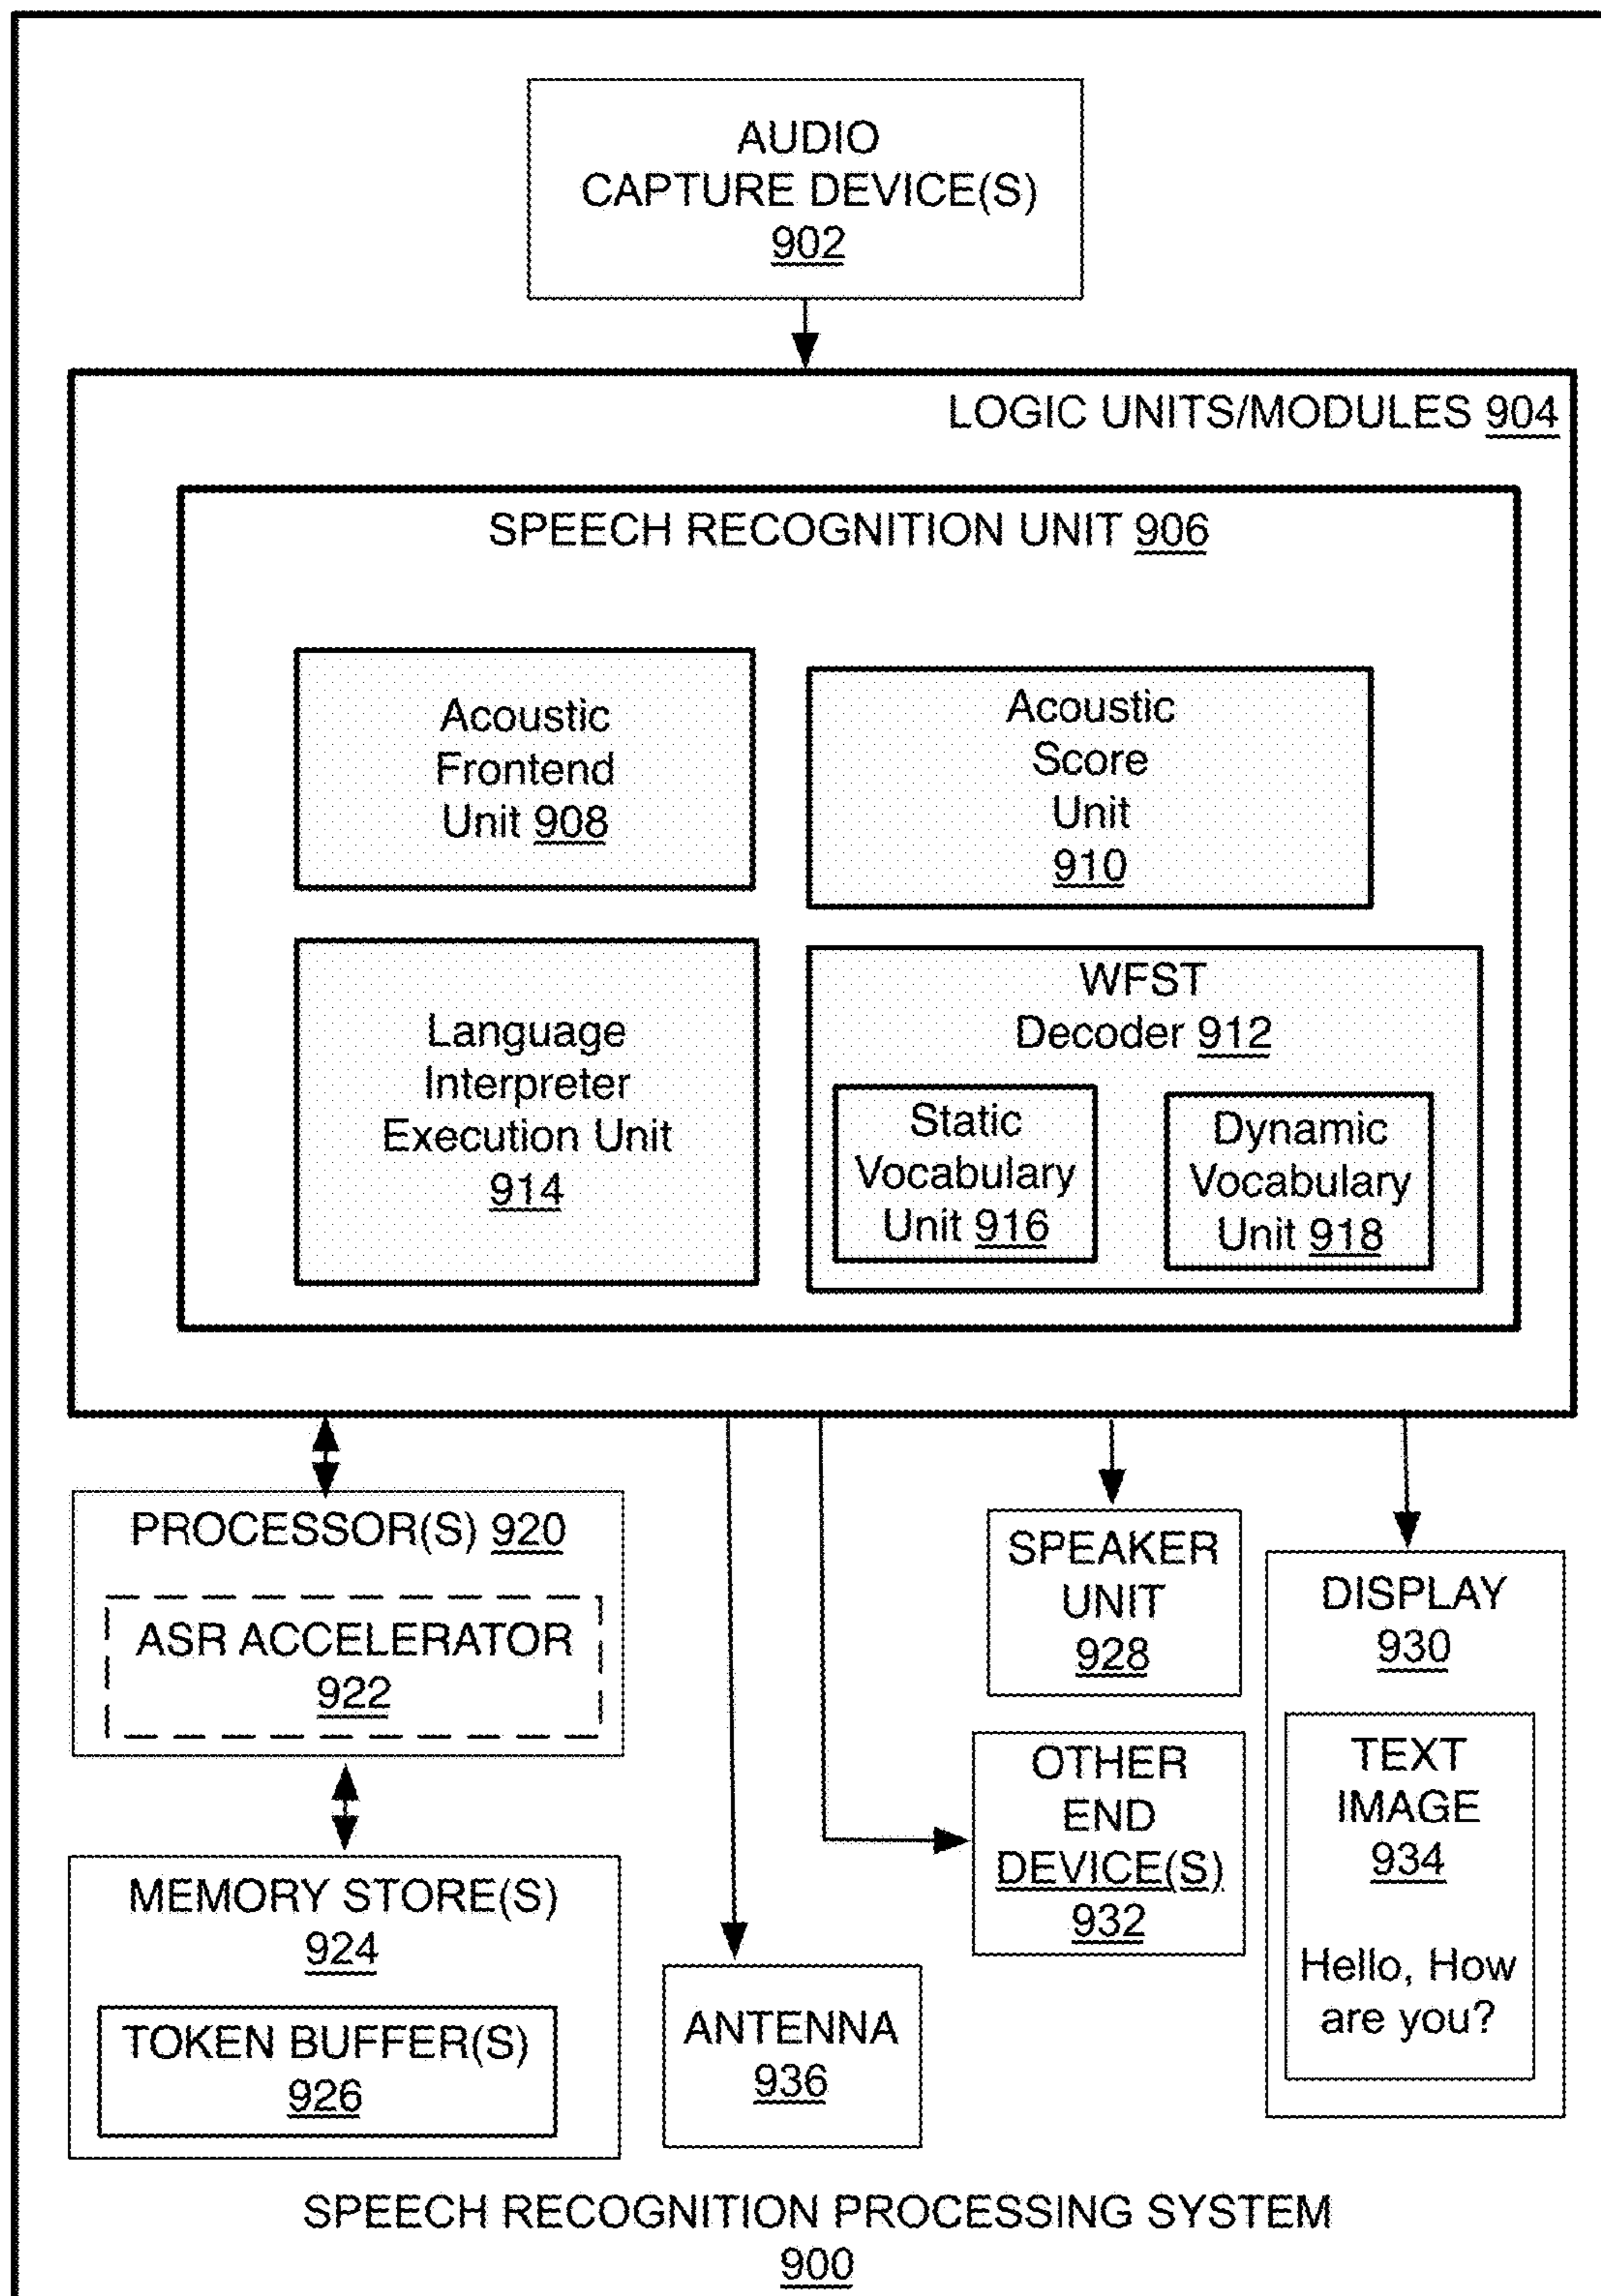 AUDIO
CAPTURE DEVICE(S)
902
LOGIC UNITS/MODULES 904
SPEECH RECOGNITION UNIT 906
Acoustic
Frontend
Unit 908
Acoustic
Score
Unit
910
Language
Interpreter
Execution Unit
914
WFST
Decoder 912
Static
Vocabulary
Unit 916
Dynamic
Vocabulary
Unit 918
PROCESSOR(S) 920
ASR ACCELERATOR
922
MEMORY STORE(S)
924
TOKEN BUFFER(S)
926
ANTENNA
936
SPEAKER
UNIT
928
OTHER
END
DEVICE(S)
932
DISPLAY
930
TEXT
IMAGE
934
Hello, How
are you?
SPEECH RECOGNITION PROCESSING SYSTEM
900